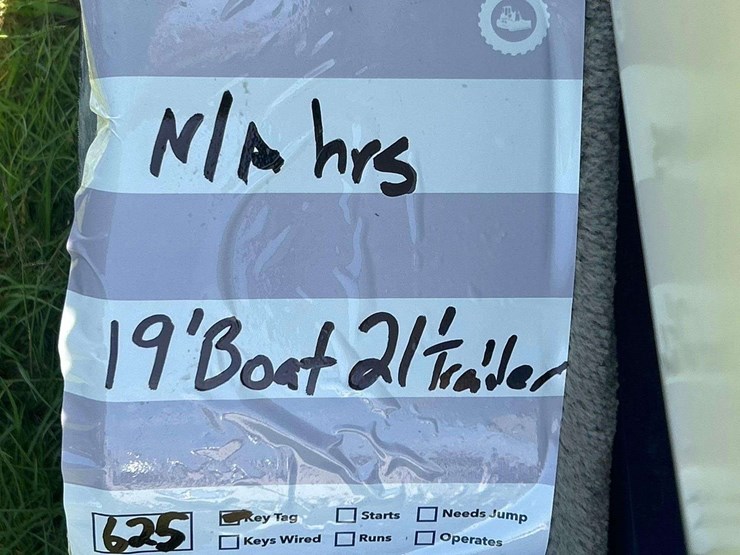 N/A hrs
19' Boat 21' Trailer
625 Key Tag Starts Needs Jump
Keys Wired Runs Operates